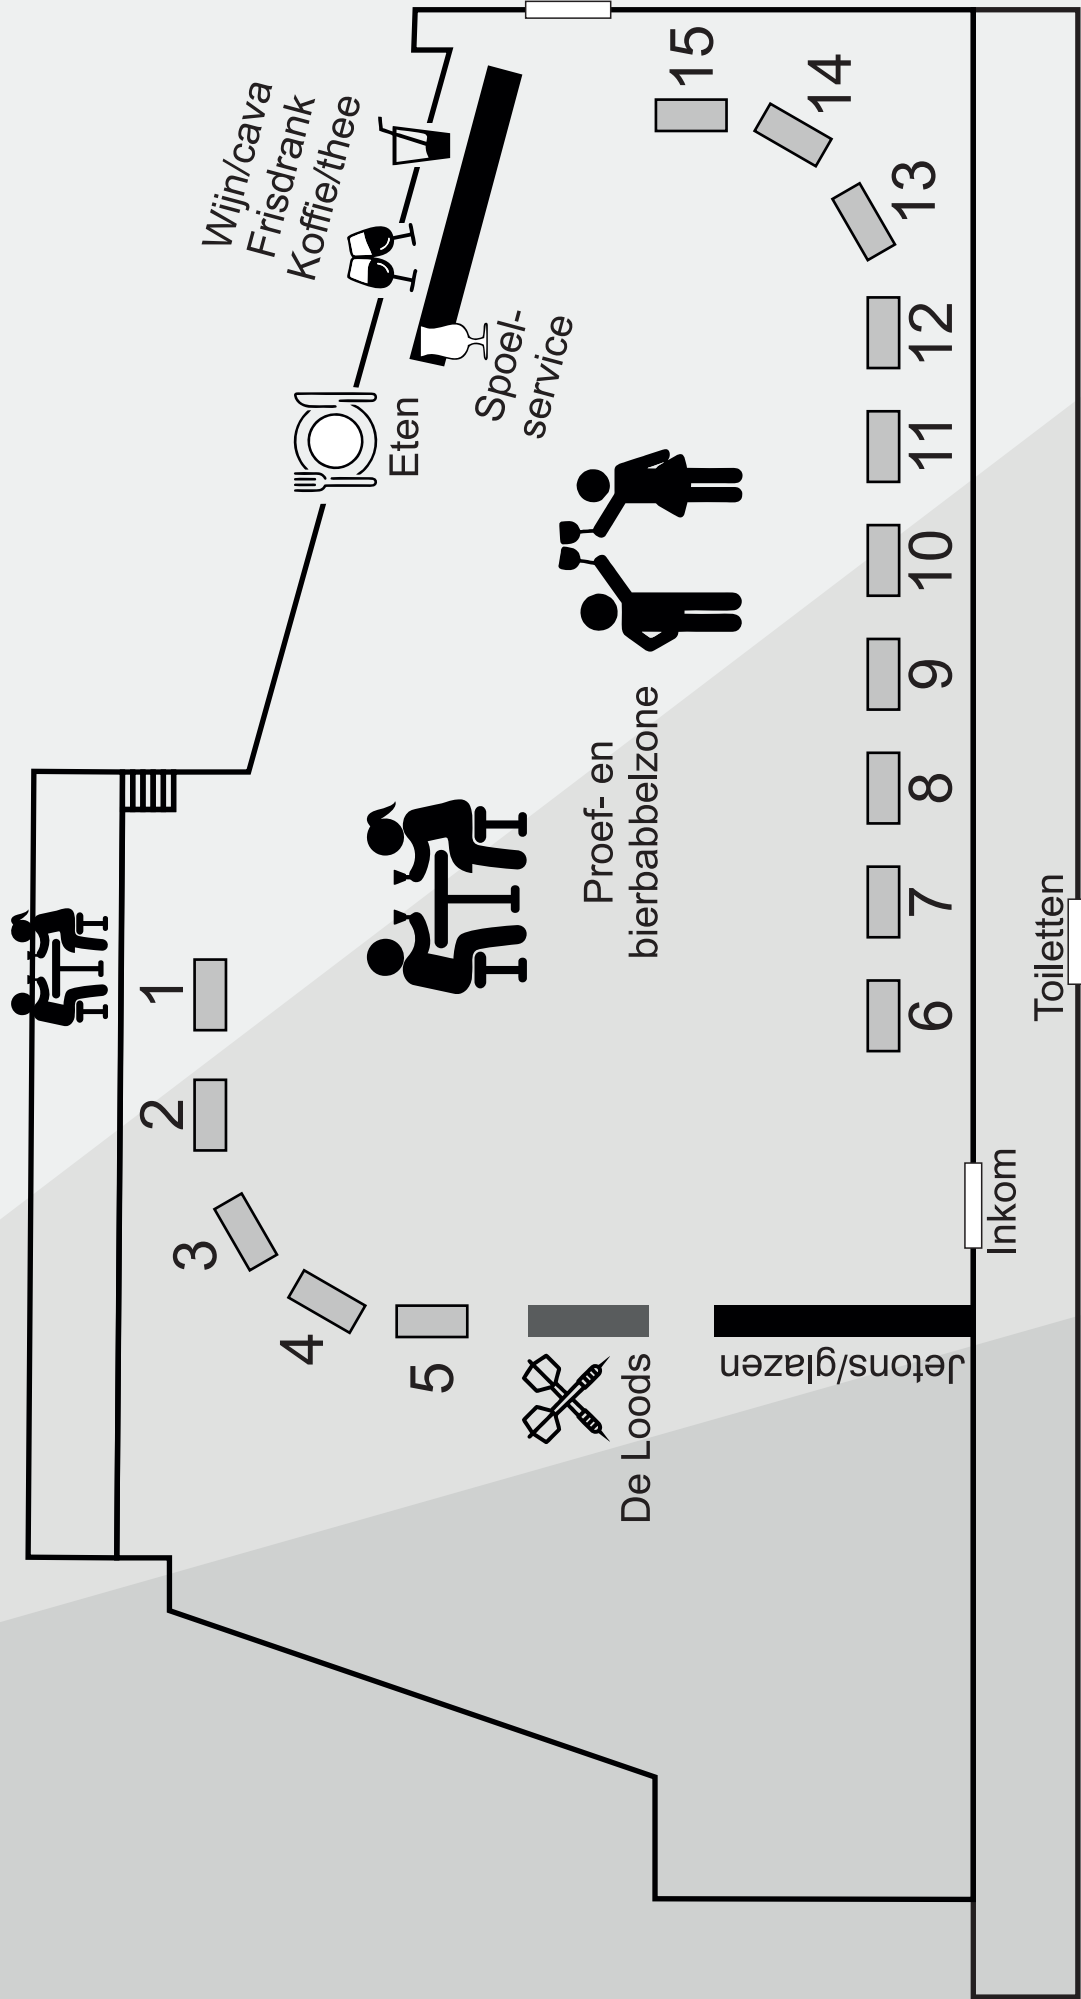 Wijn/cava
Frisdrank
Koffie/thee
Eten
Spoel-
service
Proef- en
bierbabbelzone
1
2
3
4
5
6
7
8
9
10
11
12
13
14
15
De Loods
Jetons/glazen
Inkom
Toiletten